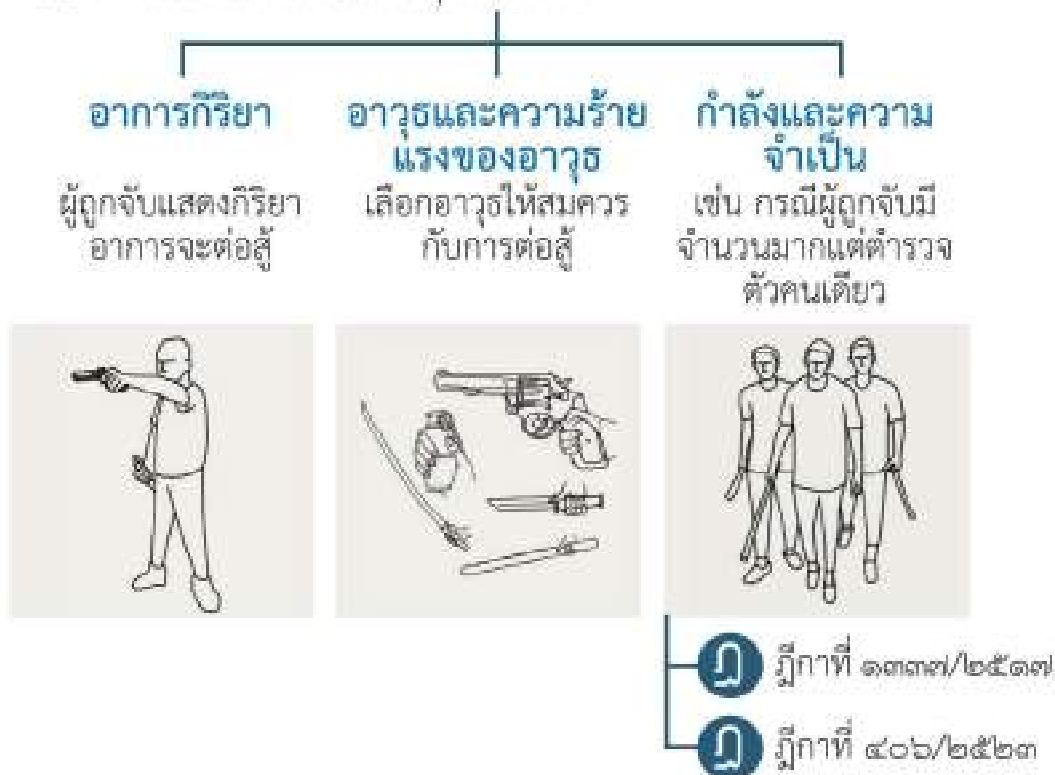 อาการกิริยา
ผู้ถูกจับแสดงกิริยา
อาการจะต่อสู้
อาวุธและความร้าย
แรงของอาวุธ
เลือกอาวุธให้สมควร
กับการต่อสู้
กำลังและความ
จำเป็น
เช่น กรณีผู้ถูกจับมี
จำนวนมากแต่ตำรวจ
ตัวคนเดียว
ฎ ฎีกาที่ ๑๓๓๗/๒๕๑๗
ฎ ฎีกาที่ ๔๐๖/๒๕๒๓